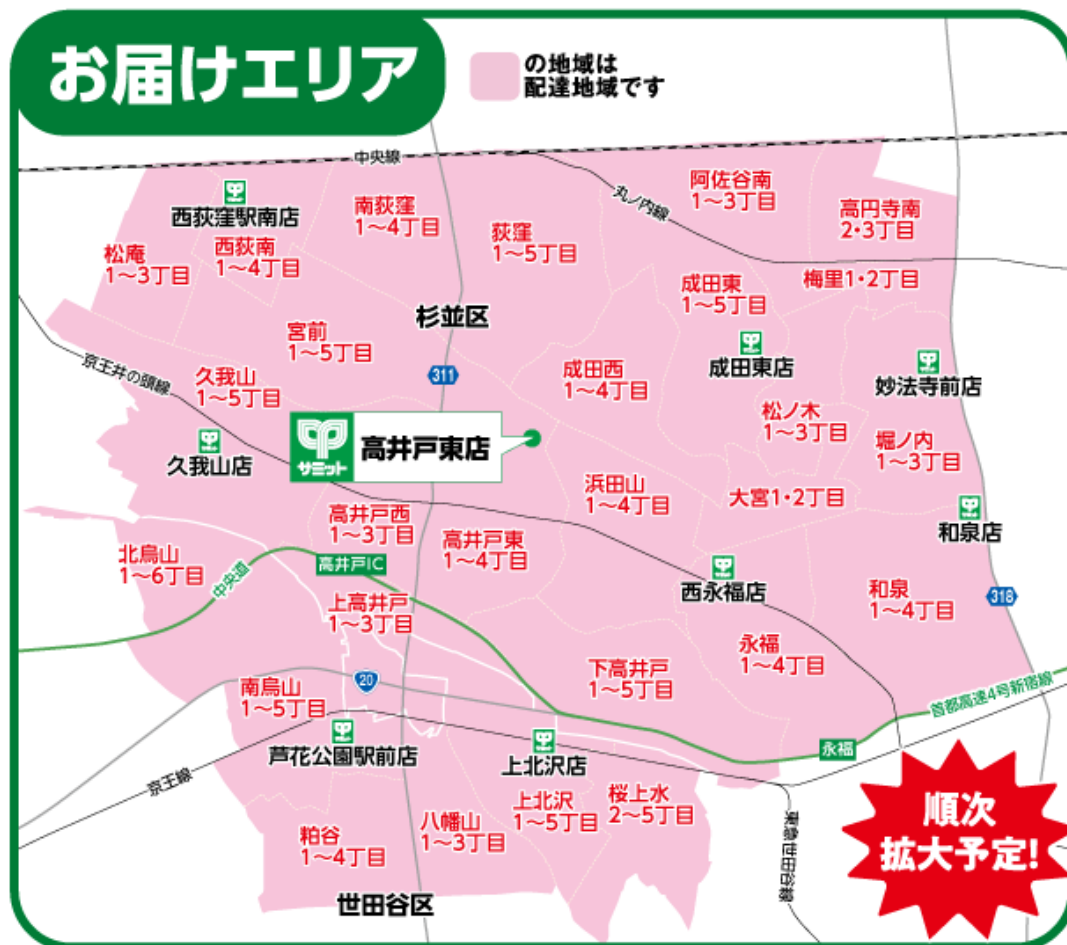 お届けエリア
の地域は
配達地域です
中央線
西荻窪駅南店
南荻窪
1〜4丁目
荻窪
1〜5丁目
丸ノ内線
阿佐谷南
1〜3丁目
高円寺南
2・3丁目
松庵
1〜3丁目
西荻南
1〜4丁目
杉並区
成田東
1〜5丁目
梅里1・2丁目
宮前
1〜5丁目
311
成田西
1〜4丁目
成田東店
妙法寺前店
京王井の頭線
久我山
1〜5丁目
松ノ木
1〜3丁目
堀ノ内
1〜3丁目
久我山店
サミット
高井戸東店
浜田山
1〜4丁目
大宮1・2丁目
和泉店
高井戸西
1〜3丁目
高井戸東
1〜4丁目
北烏山
1〜6丁目
中央道
高井戸IC
西永福店
和泉
1〜4丁目
318
上高井戸
1〜3丁目
永福
1〜4丁目
下高井戸
1〜5丁目
南烏山
1〜5丁目
20
首都高速4号新宿線
芦花公園駅前店
上北沢店
永福
京王線
粕谷
1〜4丁目
八幡山
1〜3丁目
上北沢
1〜5丁目
桜上水
2〜5丁目
東急世田谷線
世田谷区
順次
拡大予定!